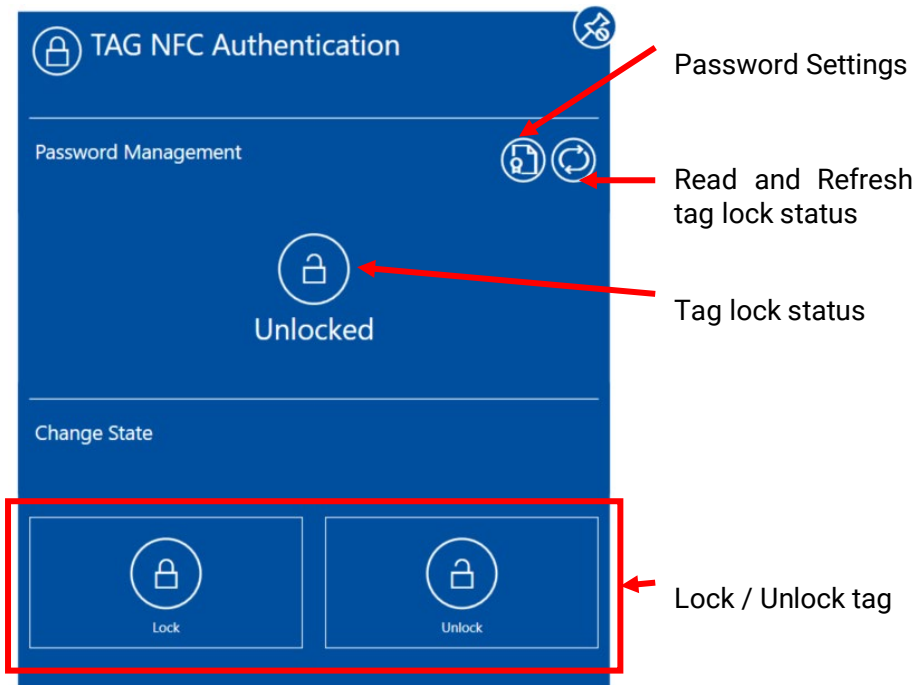 TAG NFC Authentication
Password Settings
Password Management
Read and Refresh
tag lock status
Tag lock status
Unlocked
Change State
Lock / Unlock tag
Lock
Unlock